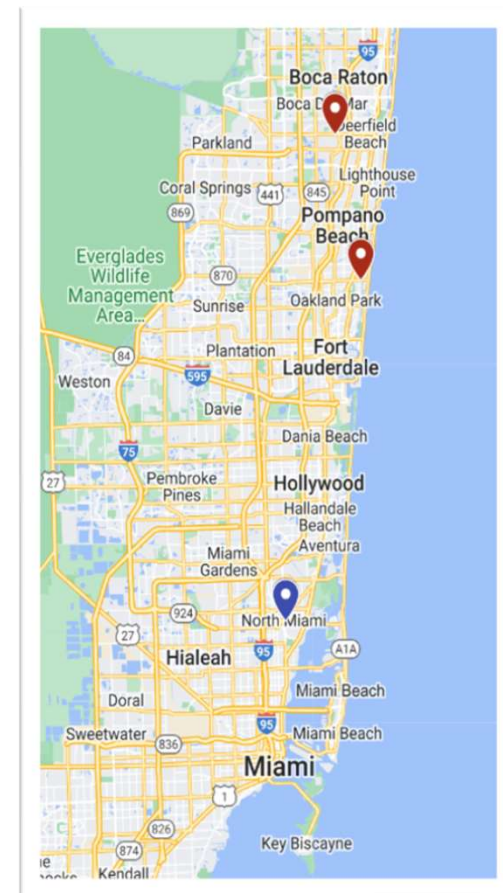 95
Boca Raton
Boca D Mar
eerfield
Beach
Parkland
Lighthouse
Point
Coral Springs
441
845
869
Pompano
Beach
Everglades
Wildlife
Management
Area...
870
Oakland Park
Sunrise
Fort
Lauderdale
84
Plantation
595
Weston
Davie
Dania Beach
75
27
Pembroke
Pines
Hollywood
Hallandale
Beach
Aventura
Miami
Gardens
924
North Miami
27
Hialeah
95
A1A
Miami Beach
Doral
95
Sweetwater
836
Miami Beach
Miami
1
826
874
Key Biscayne
Kendall